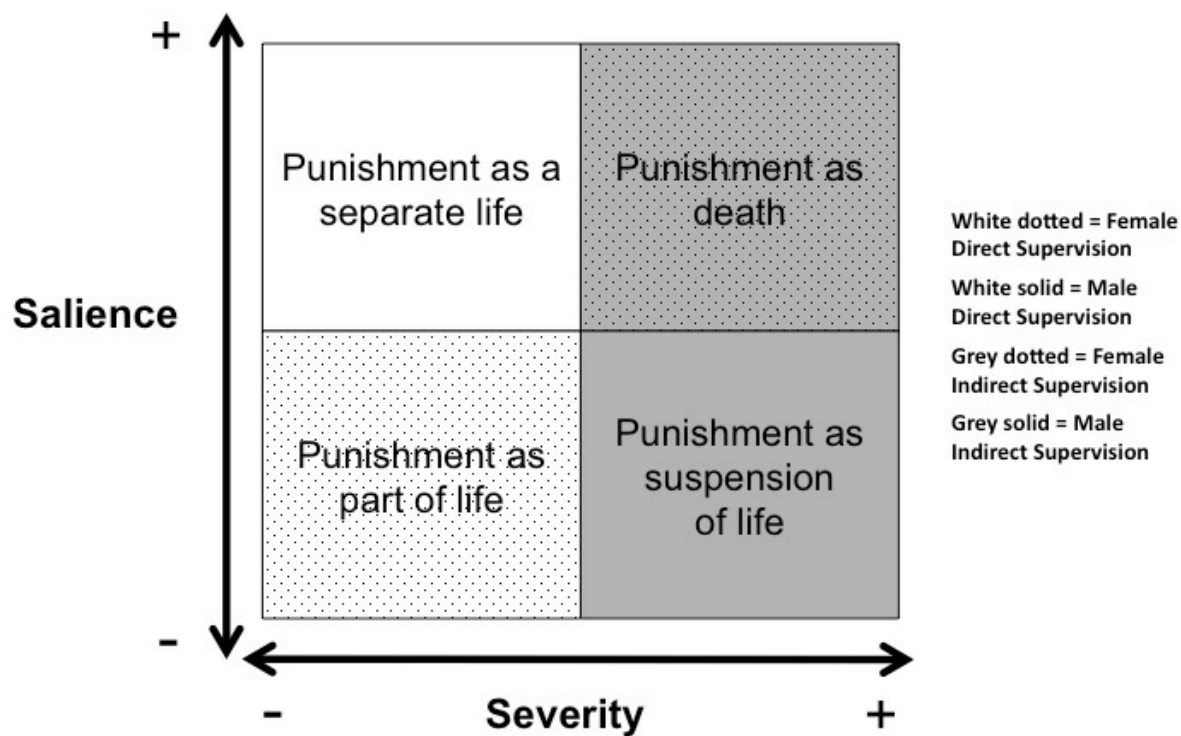 +
Punishment as a
separate life
Punishment as
death
Salience
White dotted = Female
Direct Supervision
White solid = Male
Direct Supervision
Grey dotted = Female
Indirect Supervision
Grey solid = Male
Indirect Supervision
Punishment as
part of life
Punishment as
suspension
of life
-
- Severity +